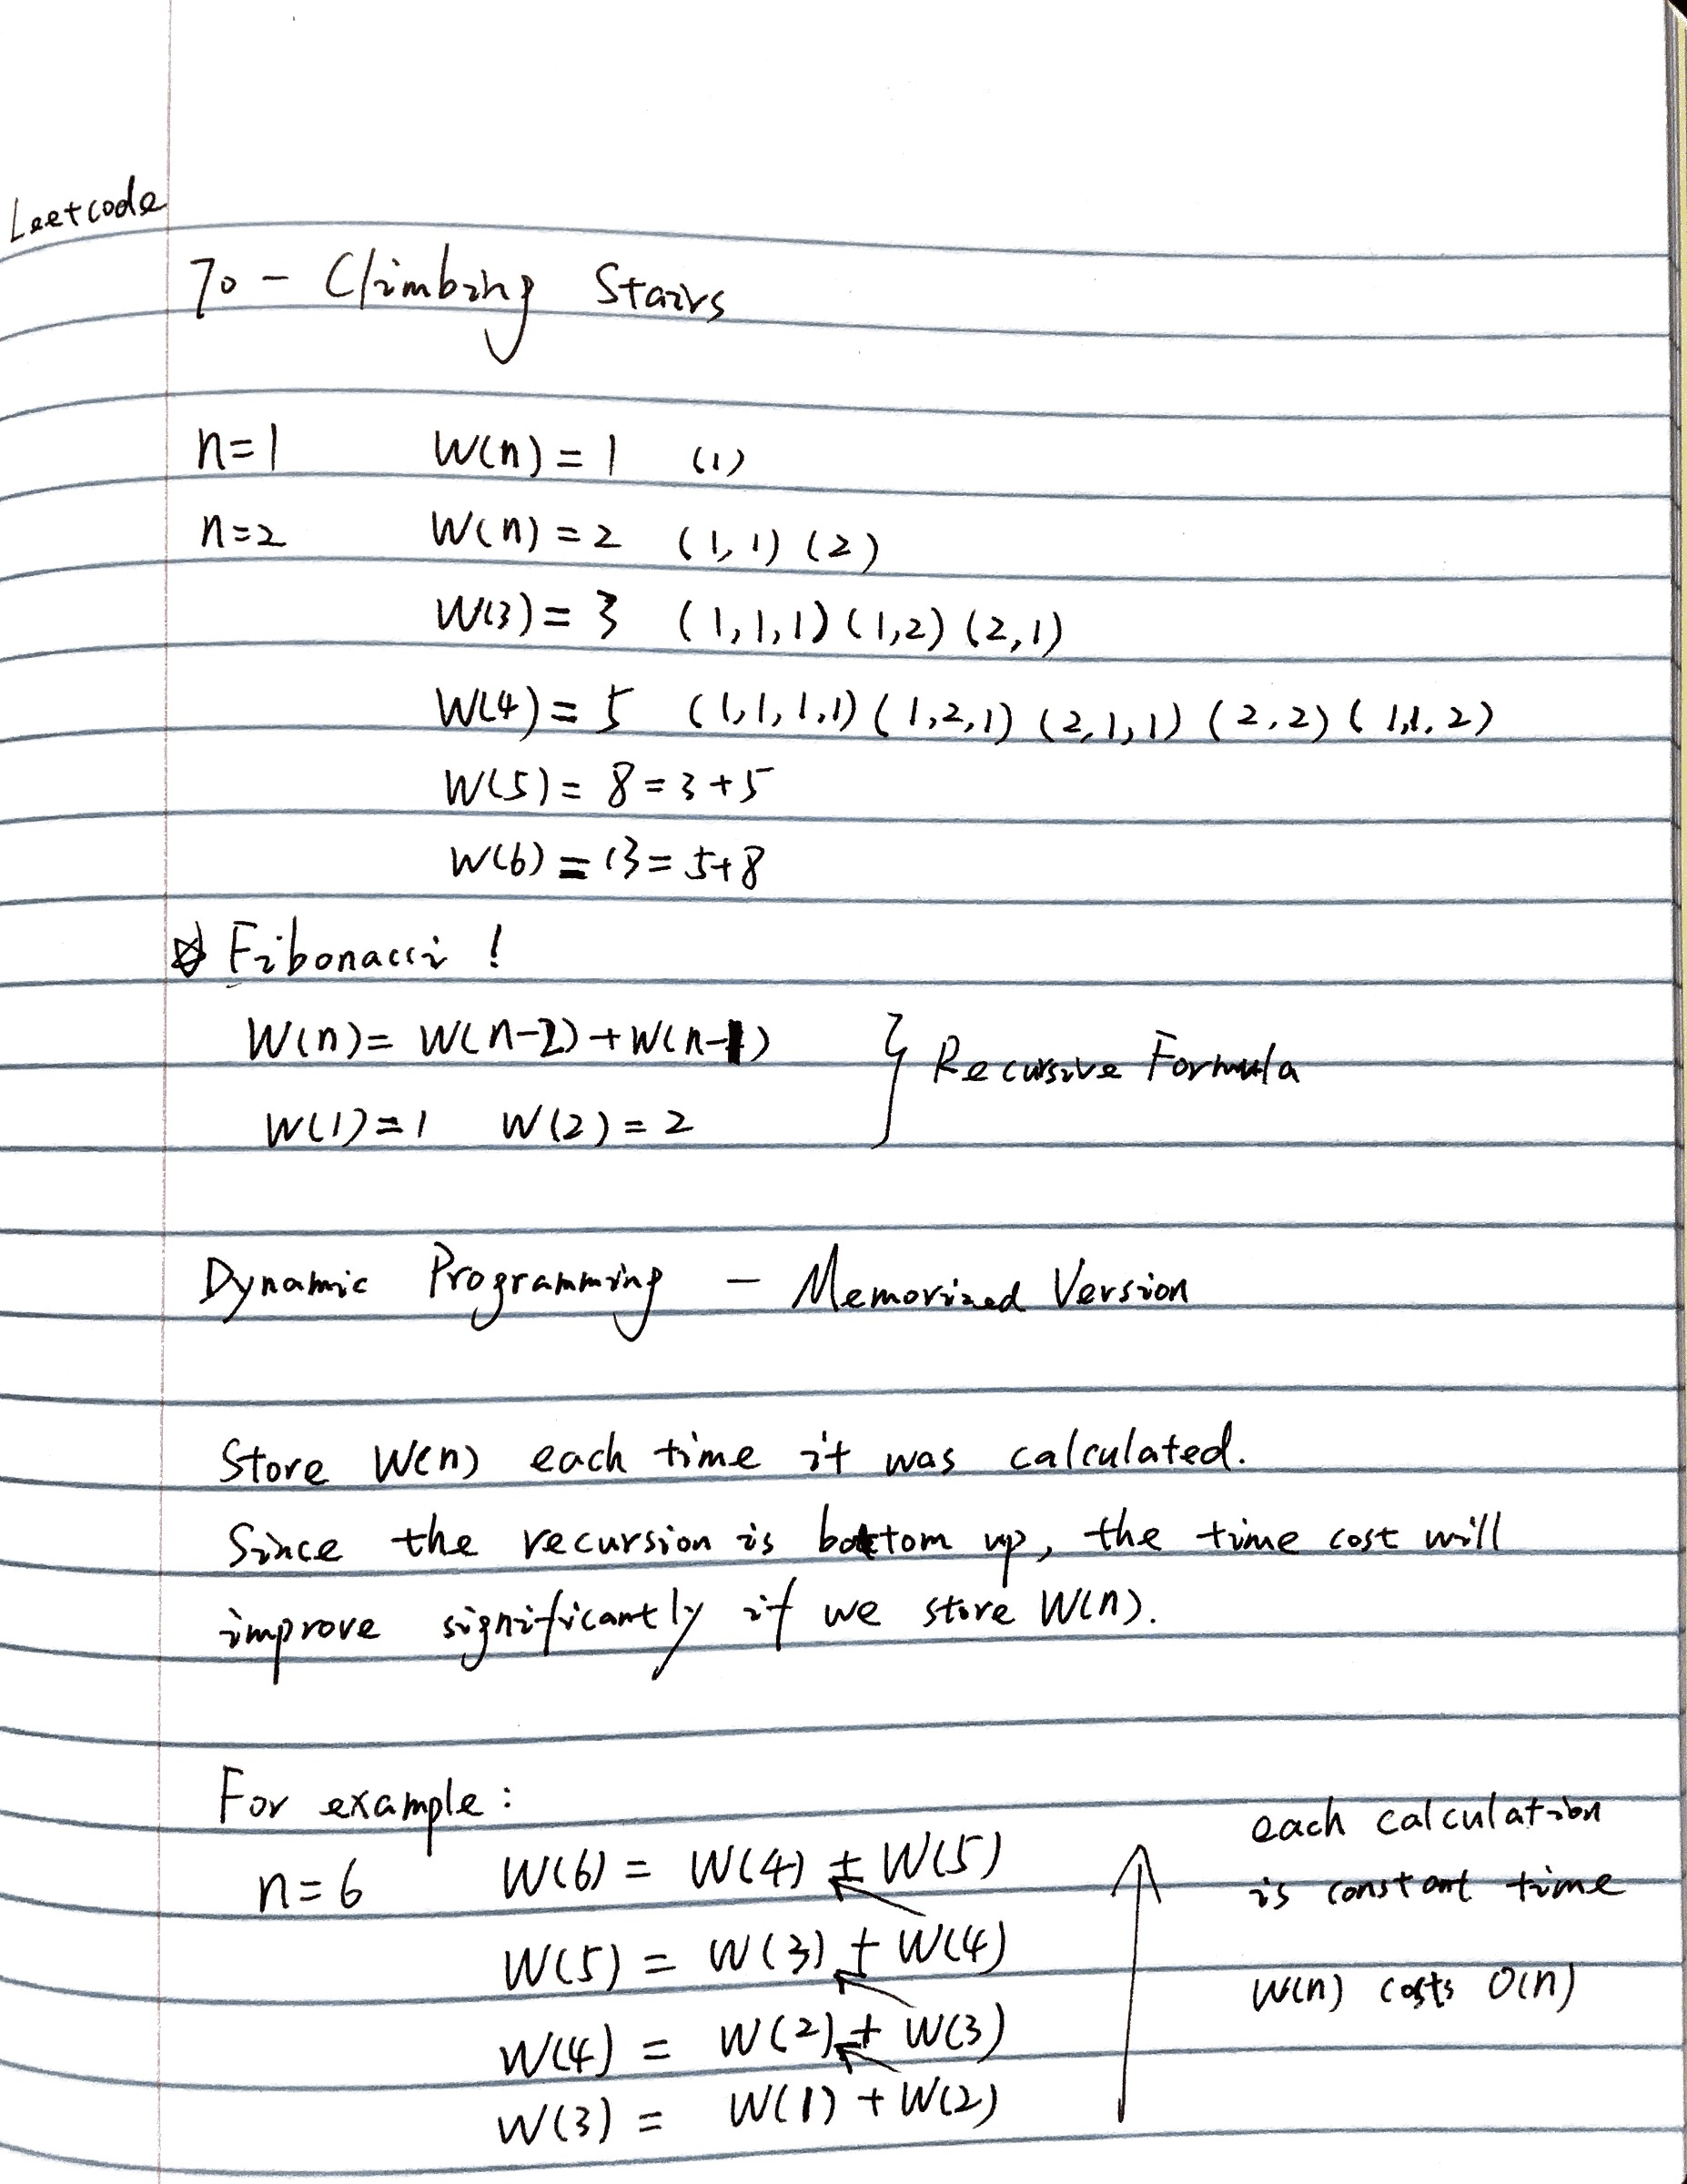 Leetcode
70 - Climbing Stairs
n=1 W(n) = 1 (1)
n=2 W(n) = 2 (1,1) (2)
W(3) = 3 (1,1,1) (1,2) (2,1)
W(4) = 5 (1,1,1,1) (1,2,1) (2,1,1) (2,2) (1,1,2)
W(5) = 8 = 3+5
W(6) = 13 = 5+8
☆ Fibonacci !
W(n) = W(n-2) + W(n-1) } Recursive Formula
W(1)=1 W(2)=2
Dynamic Programming - Memorized Version
Store W(n) each time it was calculated.
Since the recursion is bottom up, the time cost will
improve significantly if we store W(n).
For example:
n=6 W(6) = W(4) + W(5)
W(5) = W(3) + W(4)
W(4) = W(2) + W(3)
W(3) = W(1) + W(2)
each calculation
is constant time
W(n) costs O(n)